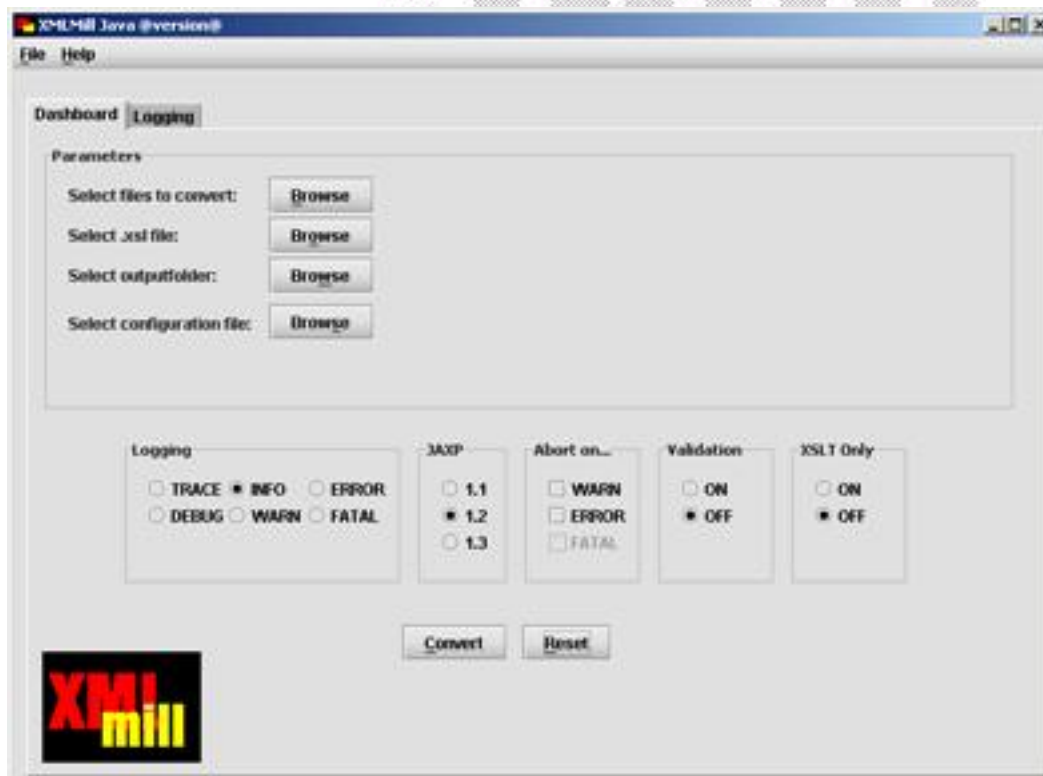 XMLMill Java @version@
File Help
Dashboard Logging
Parameters
Select files to convert: Browse
Select .xsl file: Browse
Select outputfolder: Browse
Select configuration file: Browse
Logging JAXP Abort on... Validation XSLT Only
TRACE INFO ERROR 1.1 WARN ON ON
DEBUG WARN FATAL 1.2 ERROR OFF OFF
1.3 FATAL
Convert Reset
XMl
mill